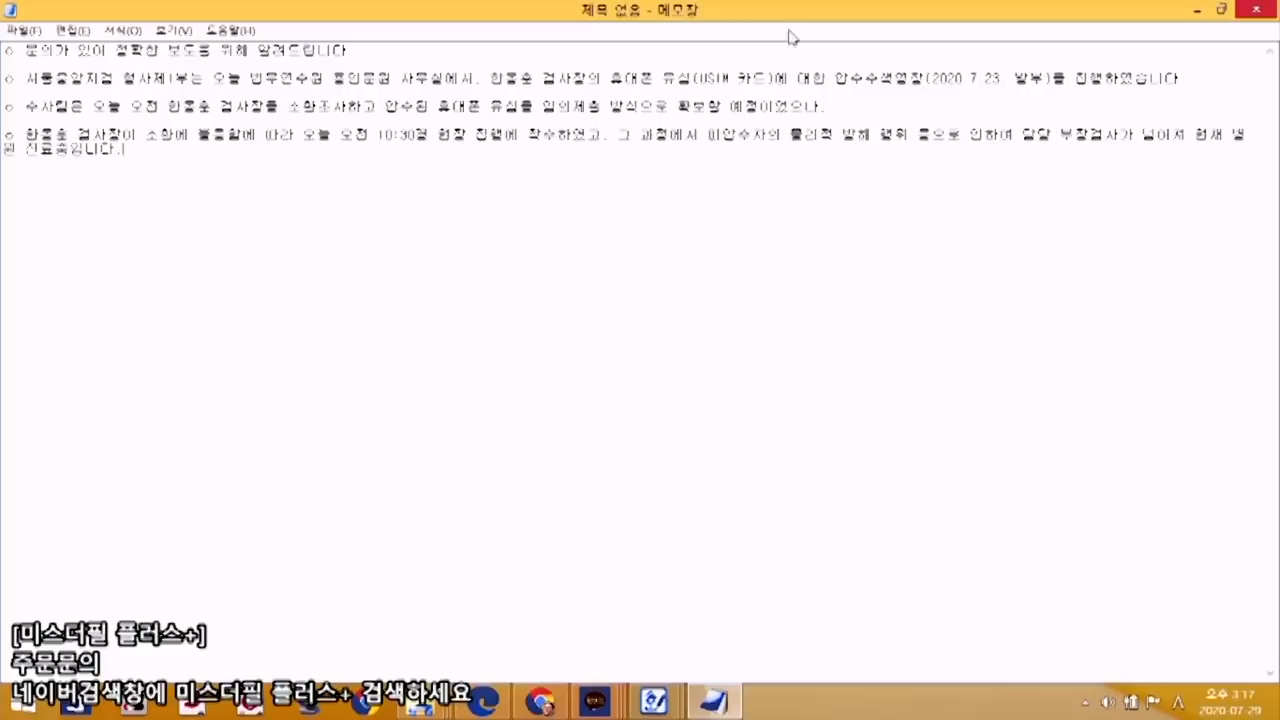 제목 없음 - 메모장
파일(F) 편집(E) 서식(O) 보기(V) 도움말(H)
○ 문의가 있어 정확한 보도를 위해 알려드립니다
○ 서울중앙지검 형사제1부는 오늘 법무연수원 용인분원 사무실에서, 한동훈 검사장의 휴대폰 유심(USIM 카드)에 대한 압수수색영장(2020.7.23. 발부)를 집행하였습니다
○ 수사팀은 오늘 오전 한동훈 검사장을 소환조사하고 압수된 휴대폰 유심을 임의제출 방식으로 확보할 예정이었으나,
○ 한동훈 검사장이 소환에 불응함에 따라 오늘 오전 10:30경 현장 집행에 착수하였고, 그 과정에서 피압수자의 물리적 방해 행위 등으로 인하여 담당 부장검사가 넘어져 현재 병
원 진료중입니다.
[미스더필 플러스+]
주문문의
네이버검색창에 미스더필 플러스+ 검색하세요
오후 3:17
2020-07-29